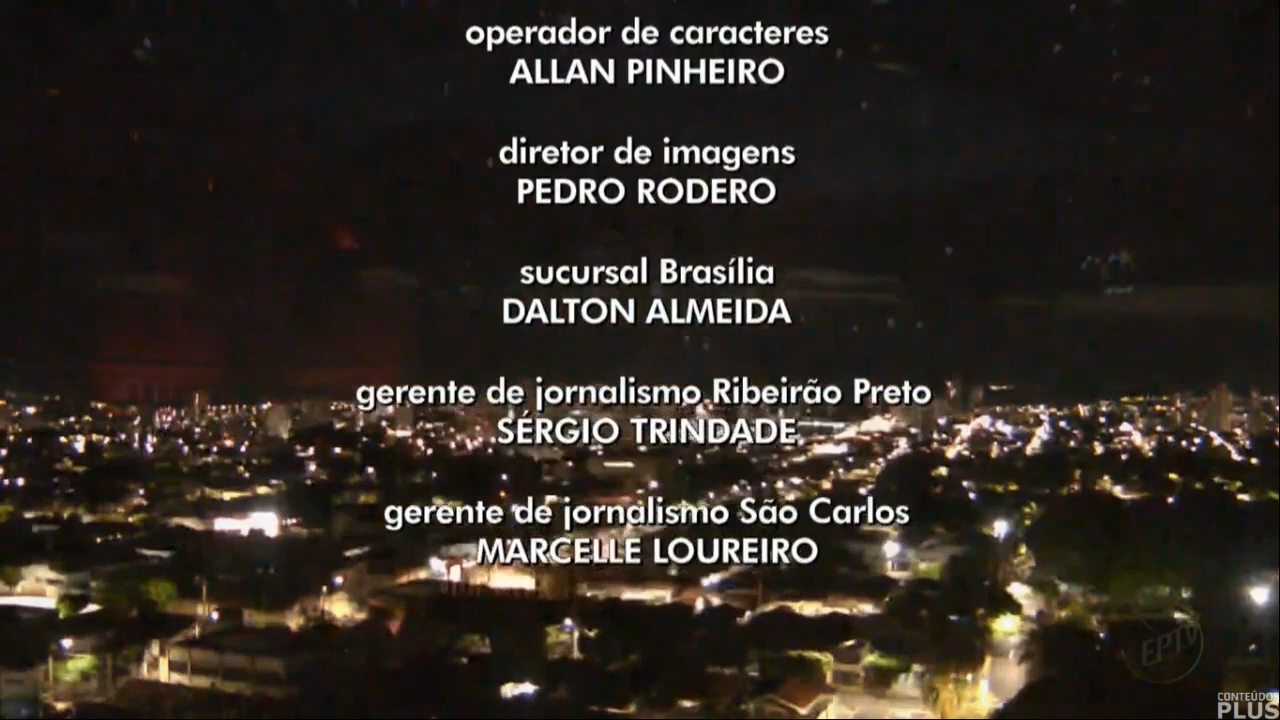 operador de caracteres
ALLAN PINHEIRO
diretor de imagens
PEDRO RODERO
sucursal Brasília
DALTON ALMEIDA
gerente de jornalismo Ribeirão Preto
SÉRGIO TRINDADE
gerente de jornalismo São Carlos
MARCELLE LOUREIRO
EPTV
CONTEÚDOS
PLUS